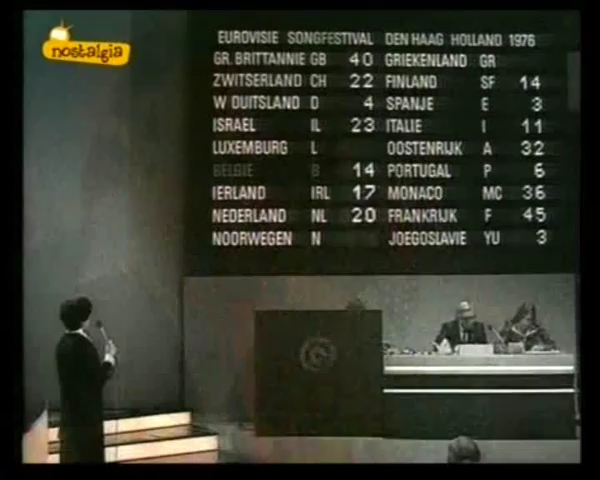 nostalgia
EUROVISIE SONGFESTIVAL DEN HAAG HOLLAND 1976
GR. BRITTANNIE GB 40 GRIEKENLAND GR
ZWITSERLAND CH 22 FINLAND SF 14
W DUITSLAND D 4 SPANJE E 3
ISRAEL IL 23 ITALIE I 11
LUXEMBURG L OOSTENRIJK A 32
BELGIE B 14 PORTUGAL P 6
IERLAND IRL 17 MONACO MC 36
NEDERLAND NL 20 FRANKRIJK F 45
NOORWEGEN N JOEGOSLAVIE YU 3